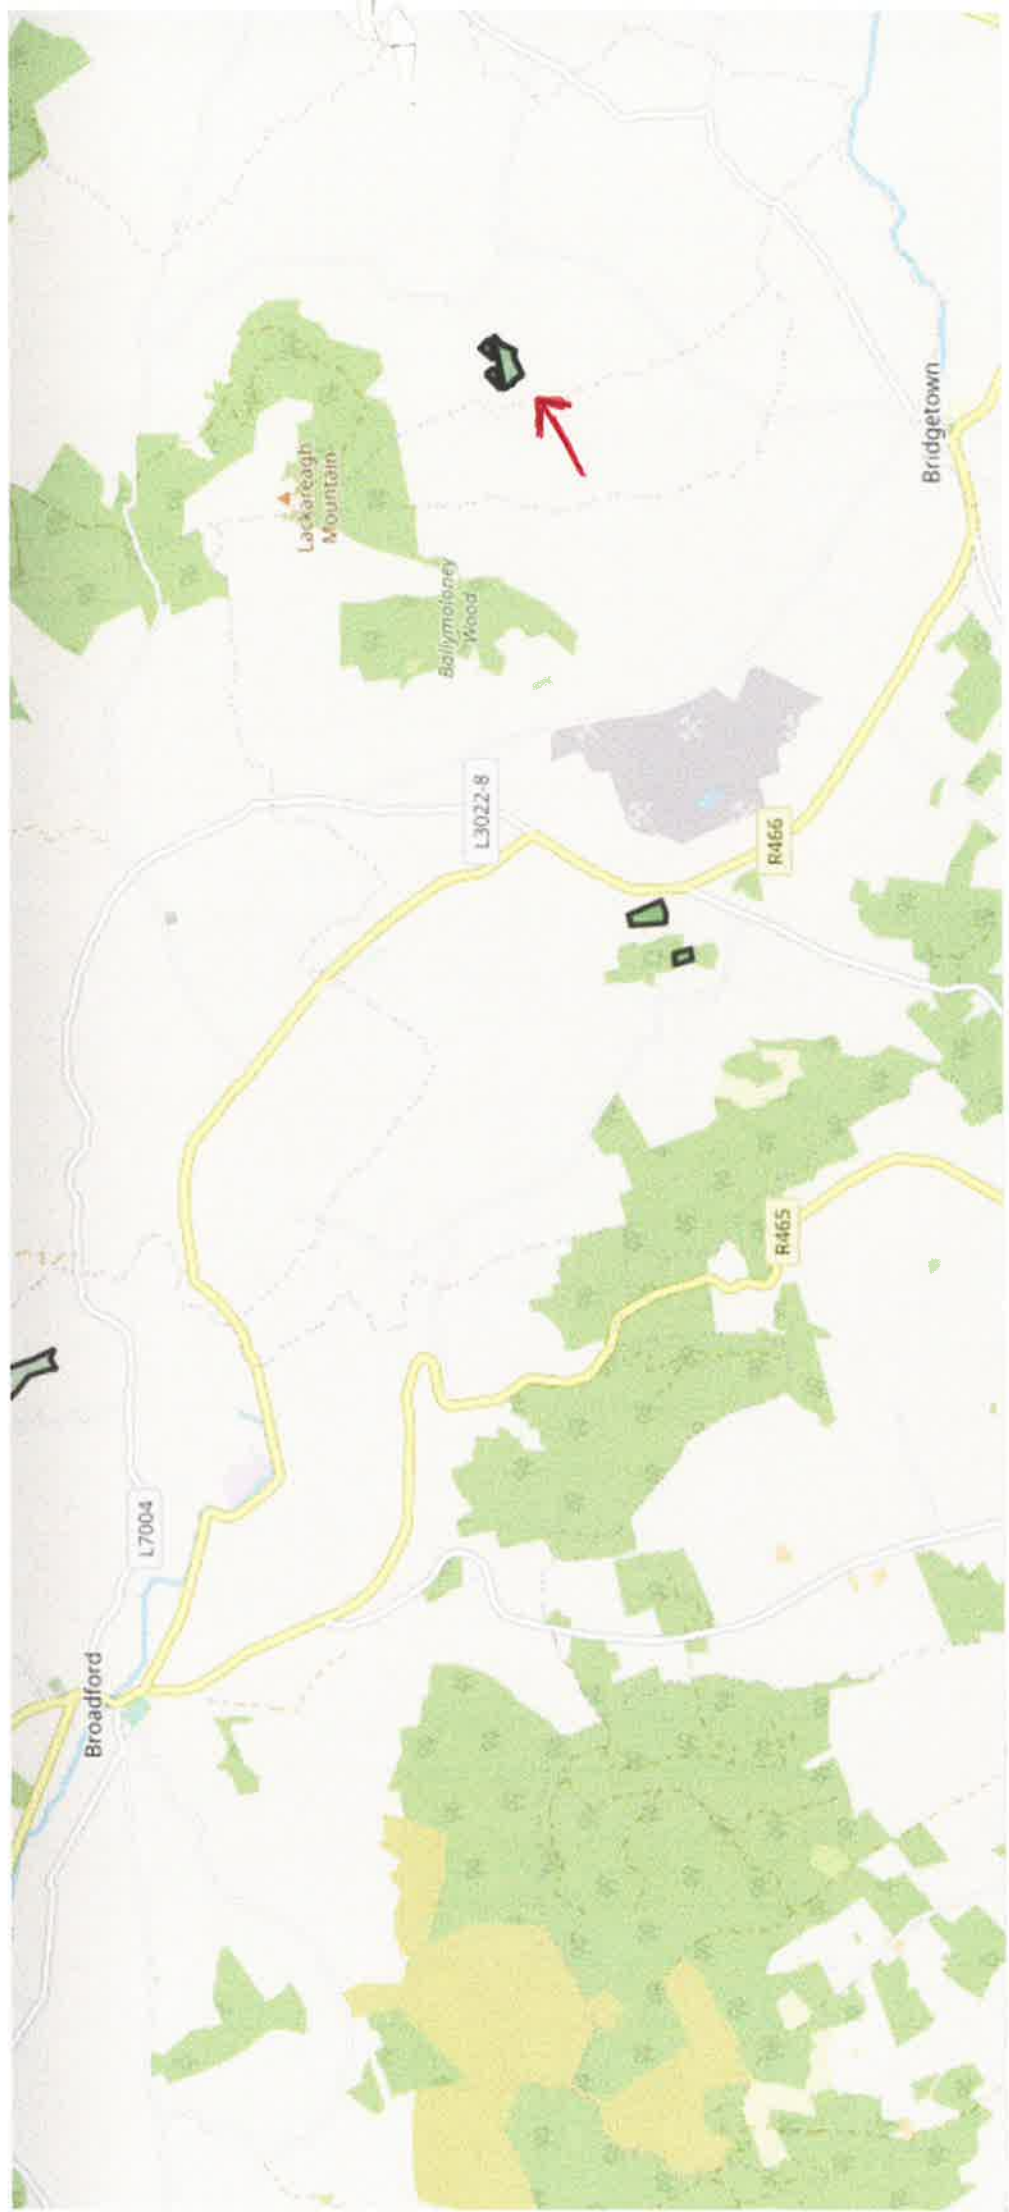 Broadford
L7004
Lackareagh
Mountain
Ballymoloney
Wood
L3022-8
R465
R466
Bridgetown